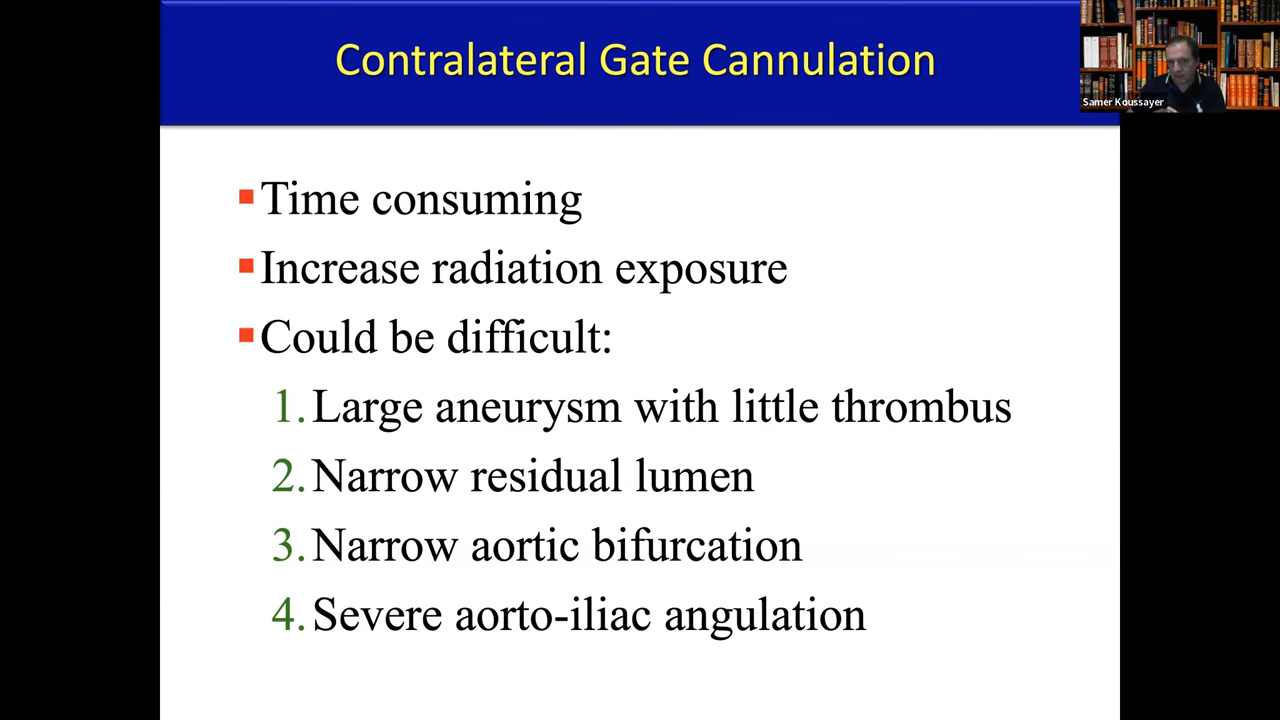 Contralateral Gate Cannulation
Samer Koussayer
Time consuming
Increase radiation exposure
Could be difficult:
1. Large aneurysm with little thrombus
2. Narrow residual lumen
3. Narrow aortic bifurcation
4. Severe aorto-iliac angulation